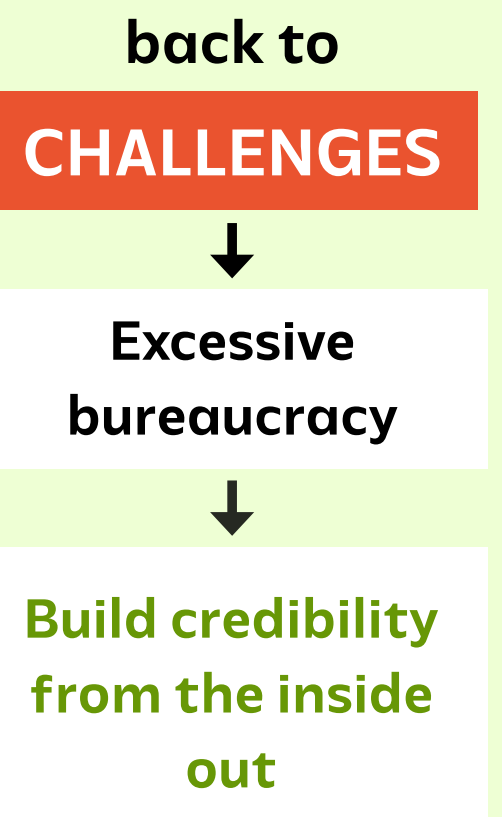 back to
CHALLENGES
Excessive
bureaucracy
Build credibility
from the inside
out